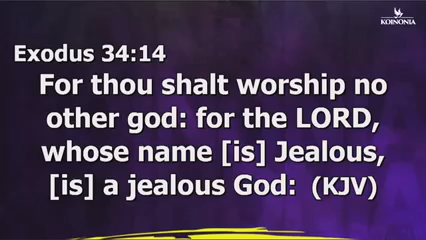 KOINONIA
Exodus 34:14
For thou shalt worship no
other god: for the LORD,
whose name [is] Jealous,
[is] a jealous God: (KJV)